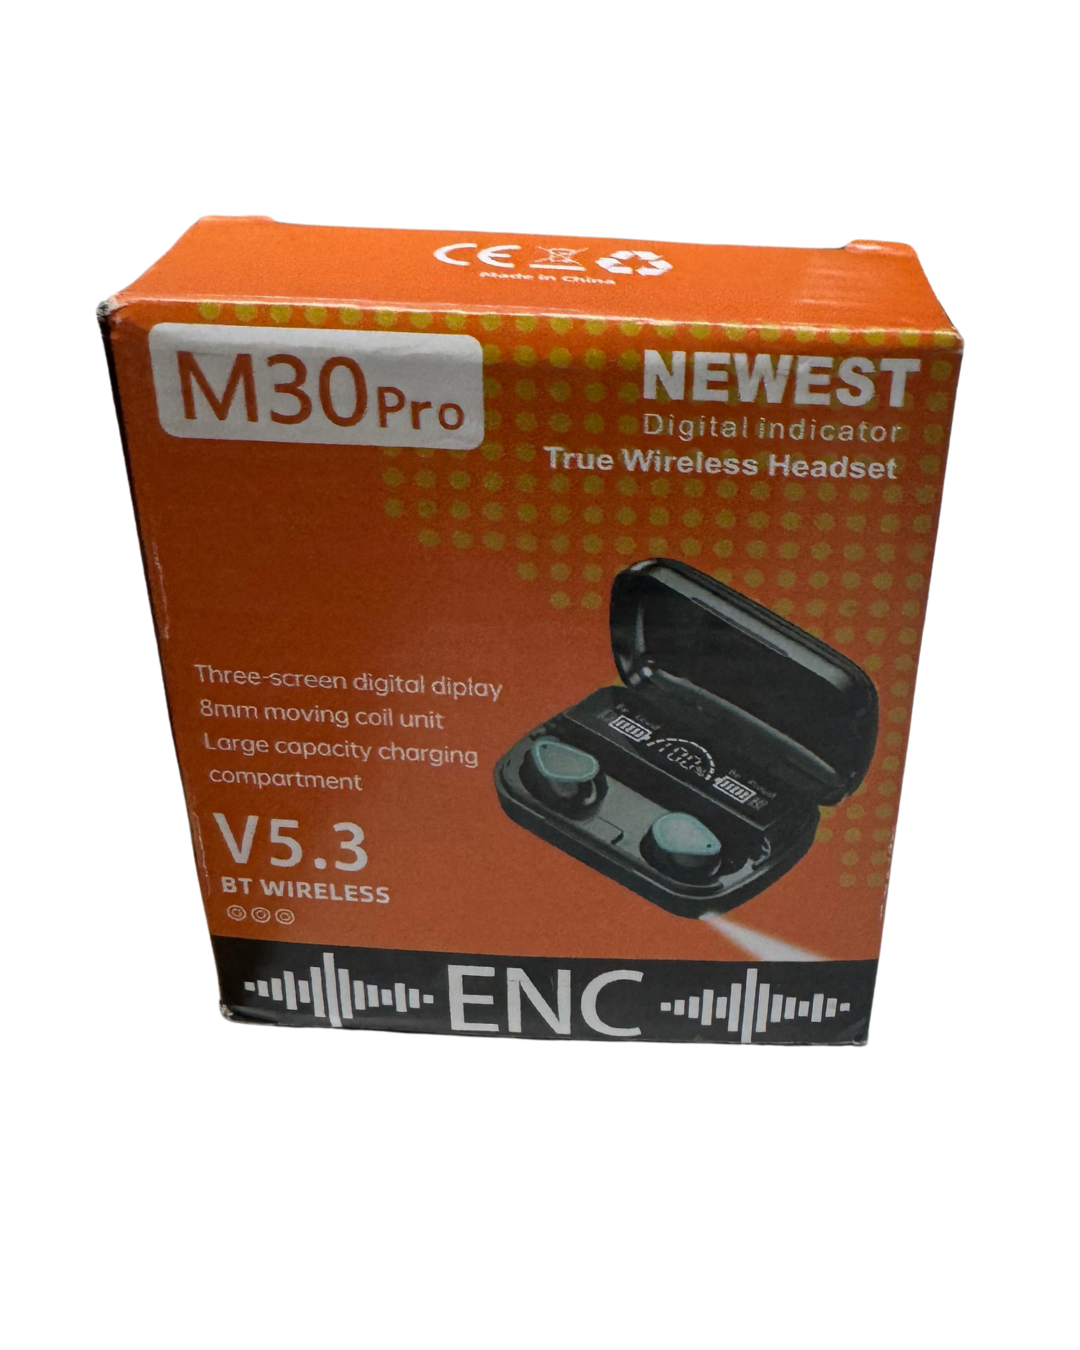 CE
Made in China
M30Pro
NEWEST
Digital indicator
True Wireless Headset
Three-screen digital diplay
8mm moving coil unit
Large capacity charging
compartment
V5.3
BT WIRELESS
ENC